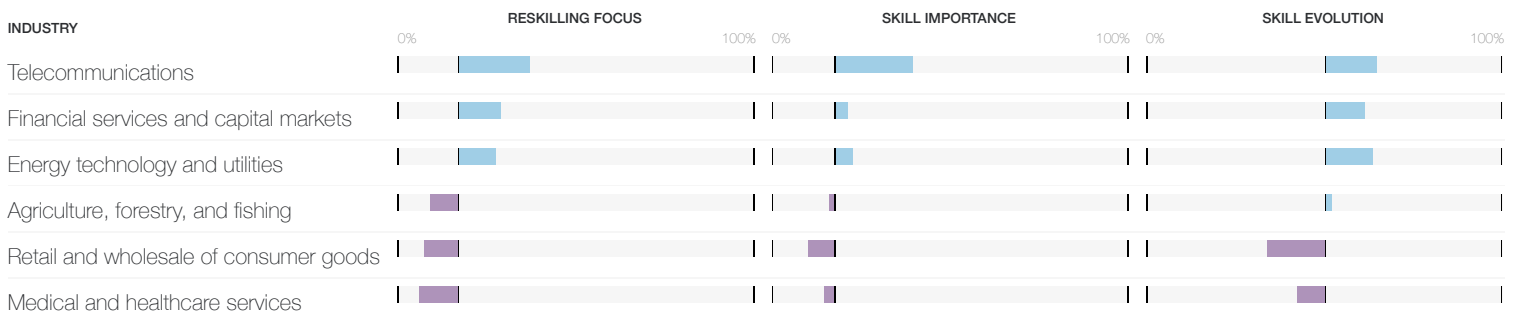 INDUSTRY
RESKILLING FOCUS
SKILL IMPORTANCE
SKILL EVOLUTION
0% 100% 0% 100% 0% 100%
Telecommunications
Financial services and capital markets
Energy technology and utilities
Agriculture, forestry, and fishing
Retail and wholesale of consumer goods
Medical and healthcare services